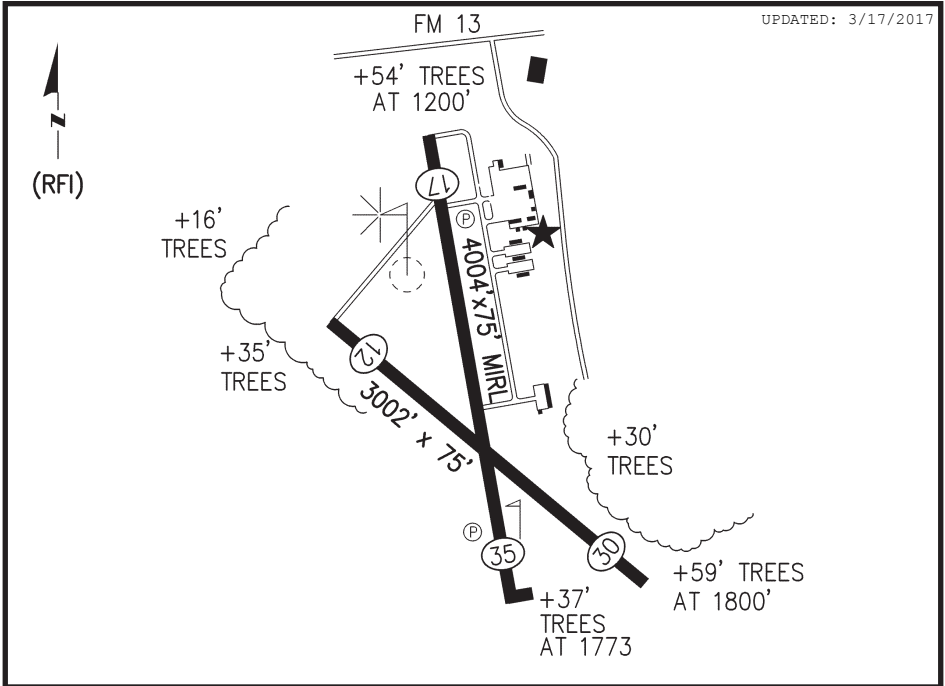 UPDATED: 3/17/2017
FM 13
+54' TREES
AT 1200'
N
(RFI)
+16'
TREES
17
P
4004'x75' MIRL
+35'
TREES
12
3002' x 75'
+30'
TREES
P
35
30
+59' TREES
AT 1800'
+37'
TREES
AT 1773